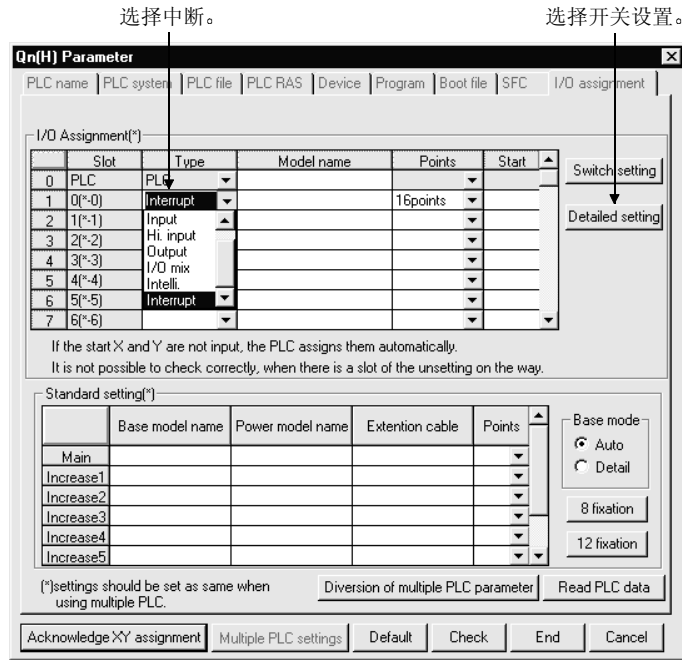 选择中断。 选择开关设置。
Qn(H) Parameter
PLC name PLC system PLC file PLC RAS Device Program Boot file SFC I/O assignment
I/O Assignment(*)
Slot Type Model name Points Start
0 PLC PLC
1 0(*-0) Interrupt 16points
2 1(*-1) Input
3 2(*-2) Hi. input
4 3(*-3) Output
I/O mix
5 4(*-4) Intelli.
6 5(*-5) Interrupt
7 6(*-6)
Switch setting
Detailed setting
If the start X and Y are not input, the PLC assigns them automatically.
It is not possible to check correctly, when there is a slot of the unsetting on the way.
Standard setting(*)
Base model name Power model name Extention cable Points
Main
Increase1
Increase2
Increase3
Increase4
Increase5
Base mode
Auto
Detail
8 fixation
12 fixation
(*)settings should be set as same when
using multiple PLC.
Diversion of multiple PLC parameter Read PLC data
Acknowledge XY assignment Multiple PLC settings Default Check End Cancel